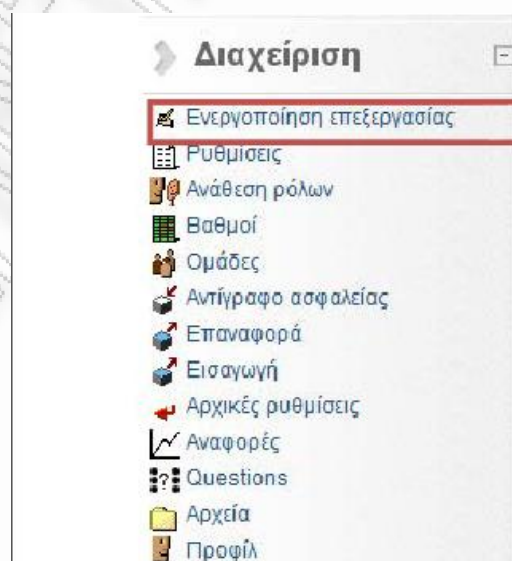 Διαχείριση
Ενεργοποίηση επεξεργασίας
Ρυθμίσεις
Ανάθεση ρόλων
Βαθμοί
Ομάδες
Αντίγραφο ασφαλείας
Επαναφορά
Εισαγωγή
Αρχικές ρυθμίσεις
Αναφορές
Questions
Αρχεία
Προφίλ